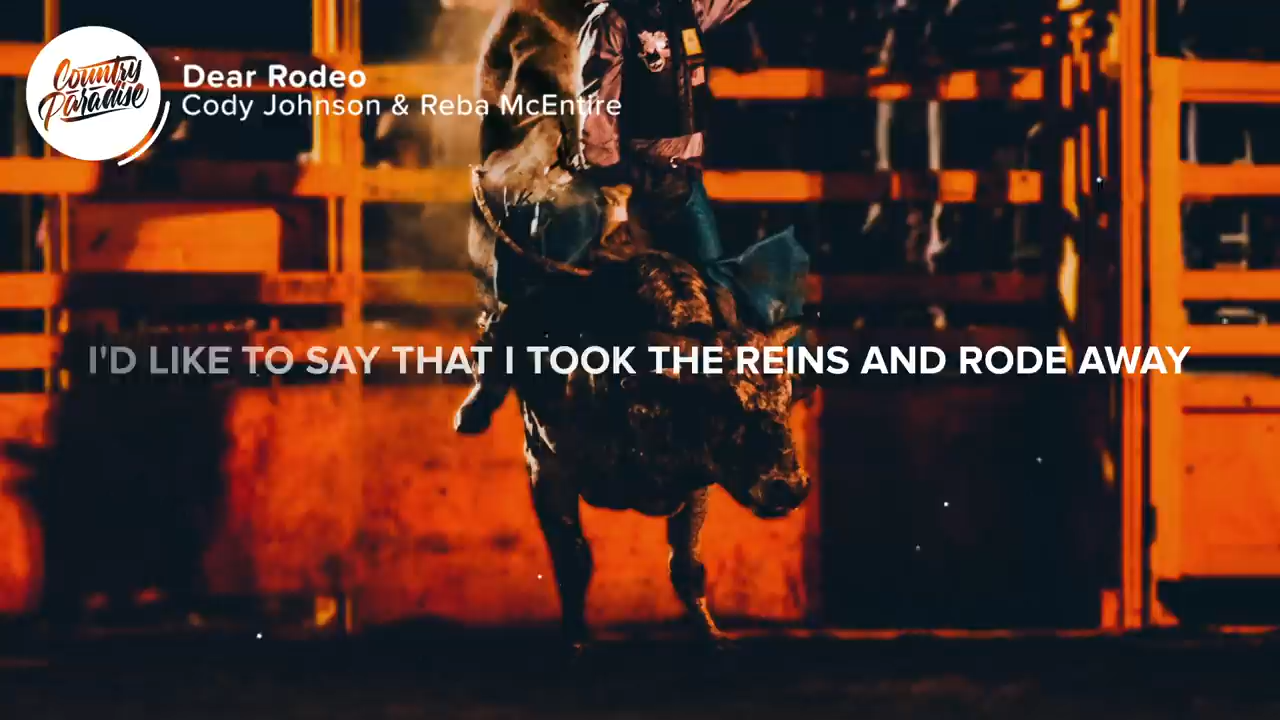 Country
Paradise
Dear Rodeo
Cody Johnson & Reba McEntire
I'D LIKE TO SAY THAT I TOOK THE REINS AND RODE AWAY